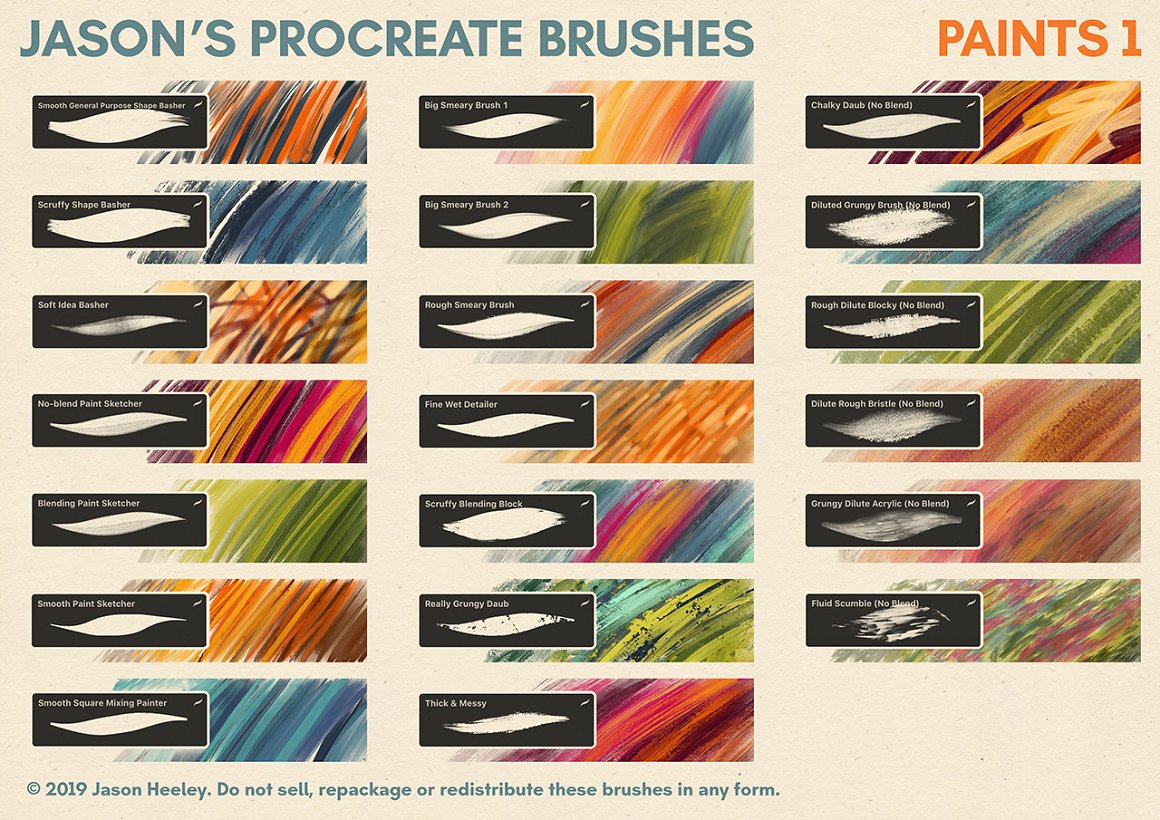 JASON'S PROCREATE BRUSHES
PAINTS 1
Smooth General Purpose Shape Basher
Scruffy Shape Basher
Soft Idea Basher
No-blend Paint Sketcher
Blending Paint Sketcher
Smooth Paint Sketcher
Smooth Square Mixing Painter
Big Smeary Brush 1
Big Smeary Brush 2
Rough Smeary Brush
Fine Wet Detailer
Scruffy Blending Block
Really Grungy Daub
Thick & Messy
Chalky Daub (No Blend)
Diluted Grungy Brush (No Blend)
Rough Dilute Blocky (No Blend)
Dilute Rough Bristle (No Blend)
Grungy Dilute Acrylic (No Blend)
Fluid Scumble (No Blend)
© 2019 Jason Heeley. Do not sell, repackage or redistribute these brushes in any form.